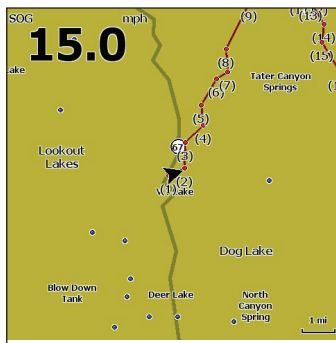 SOG mph
15.0
(9)
(13)
(14)
(15)
(8)
(7)
(6)
Tater Canyon
Springs
ake
(5)
(4)
67
(3)
Lookout
Lakes
(2)
(1)
Lake
Dog Lake
Blow Down
Tank
Deer Lake
North
Canyon
Spring
1 mi